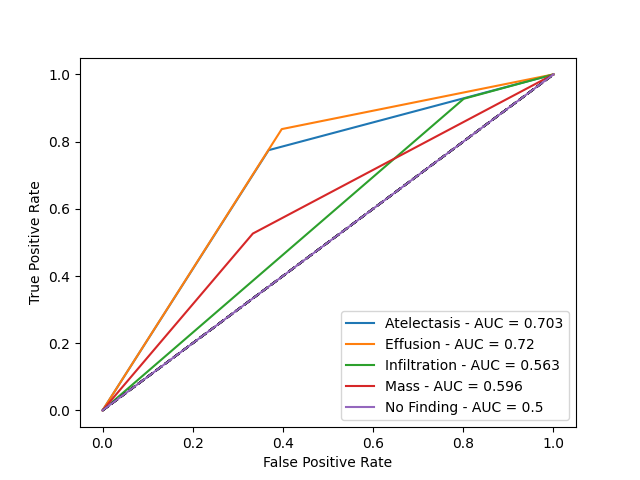 1.0
0.8
0.6
0.4
0.2
0.0
True Positive Rate
Atelectasis - AUC = 0.703
Effusion - AUC = 0.72
Infiltration - AUC = 0.563
Mass - AUC = 0.596
No Finding - AUC = 0.5
0.0 0.2 0.4 0.6 0.8 1.0
False Positive Rate